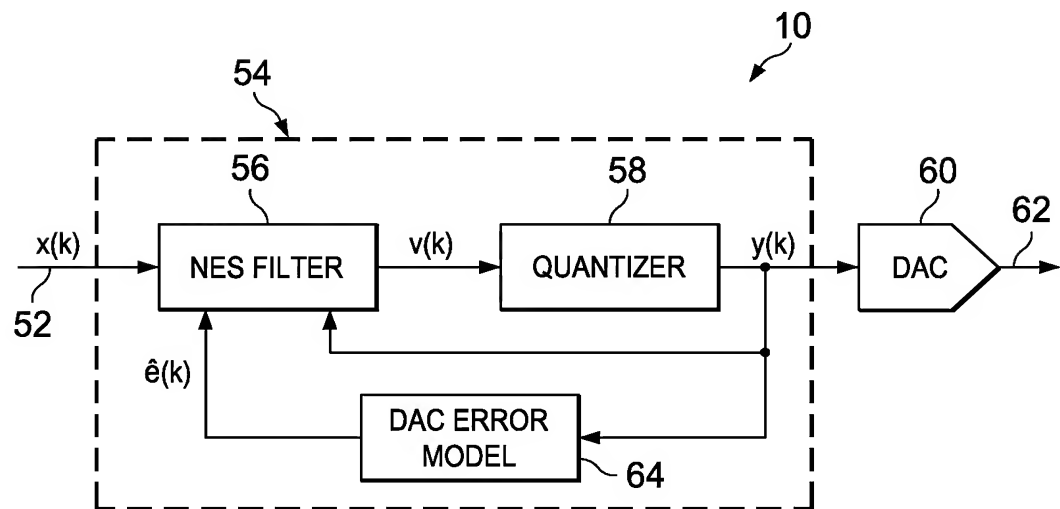 10
54
56
58
60
62
x(k)
NES FILTER
v(k)
QUANTIZER
y(k)
DAC
52
ê(k)
DAC ERROR
MODEL
64